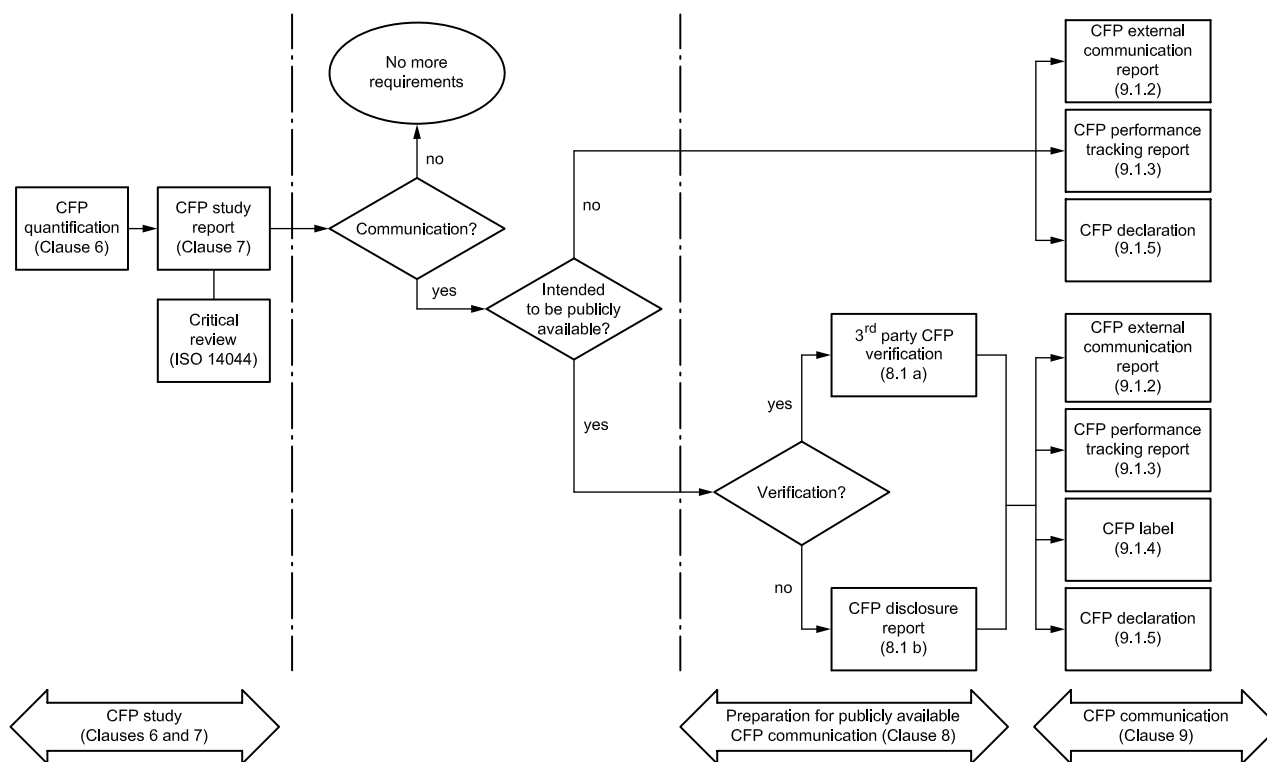 No more
requirements
no
Communication?
yes
CFP
quantification
(Clause 6)
CFP study
report
(Clause 7)
Critical
review
(ISO 14044)
Intended
to be publicly
available?
no
yes
CFP external
communication
report
(9.1.2)
CFP performance
tracking report
(9.1.3)
CFP declaration
(9.1.5)
3rd party CFP
verification
(8.1 a)
yes
Verification?
no
CFP disclosure
report
(8.1 b)
CFP external
communication
report
(9.1.2)
CFP performance
tracking report
(9.1.3)
CFP label
(9.1.4)
CFP declaration
(9.1.5)
CFP study
(Clauses 6 and 7)
Preparation for publicly available
CFP communication (Clause 8)
CFP communication
(Clause 9)